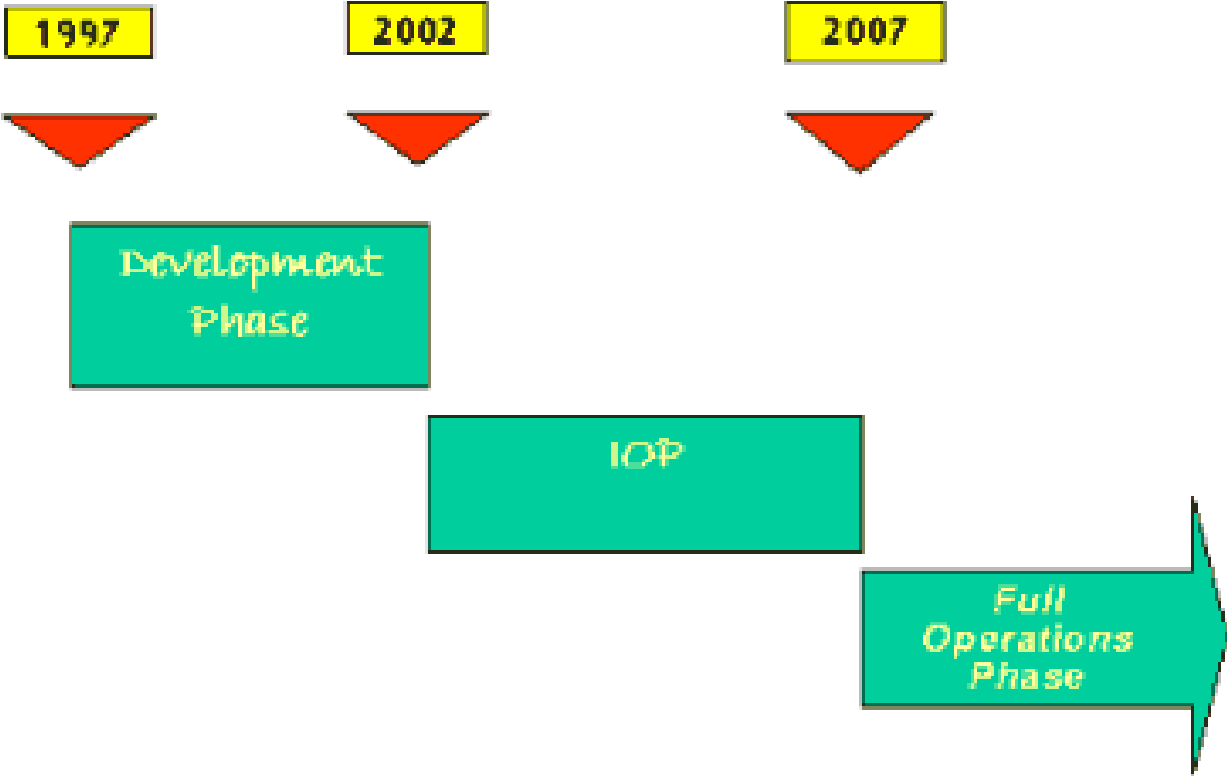 1997 2002 2007
Development
Phase
IOP
Full
Operations
Phase